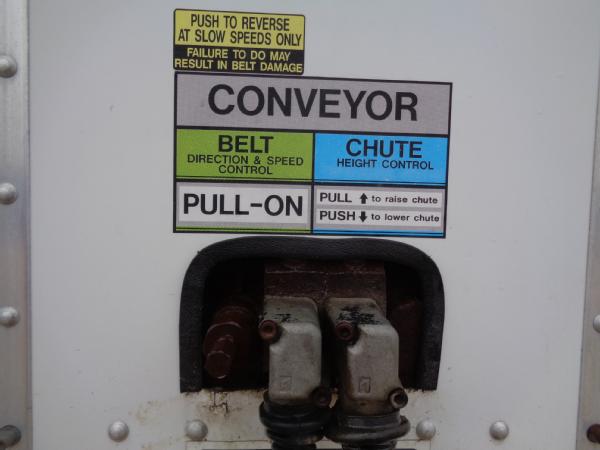 PUSH TO REVERSE
AT SLOW SPEEDS ONLY
FAILURE TO DO MAY
RESULT IN BELT DAMAGE
CONVEYOR
BELT
DIRECTION & SPEED
CONTROL
PULL-ON
CHUTE
HEIGHT CONTROL
PULL ↑ to raise chute
PUSH ↓ to lower chute